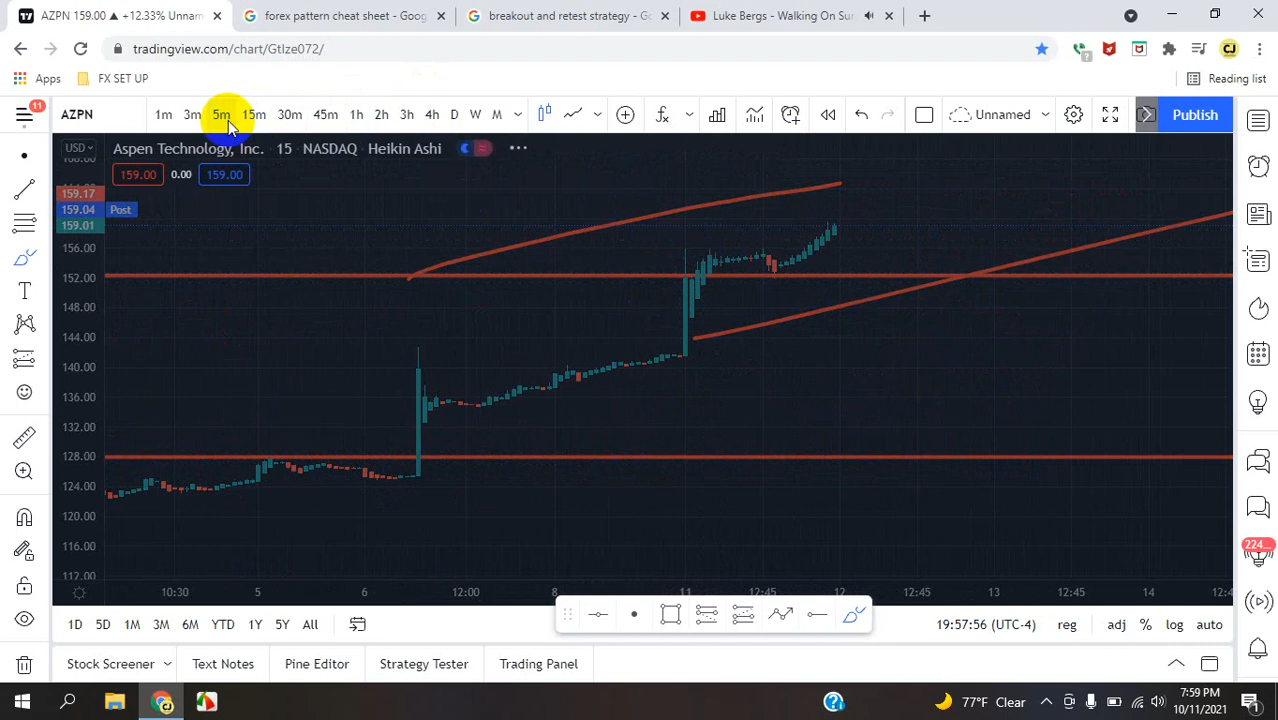 AZPN 159.00 ▲ +12.33% Unnam
forex pattern cheat sheet - Goog
breakout and retest strategy - Go
Luke Bergs - Walking On Sun
tradingview.com/chart/GtIze072/
CJ
Apps
FX SET UP
Reading list
11
AZPN
1m 3m 5m 15m 30m 45m 1h 2h 3h 4h D W M
Unnamed
Publish
USD
Aspen Technology, Inc. · 15 · NASDAQ · Heikin Ashi
159.00 0.00 159.00
159.17
159.04 Post
159.01
156.00
152.00
148.00
144.00
140.00
136.00
132.00
128.00
124.00
120.00
116.00
112.00
10:30 5 6 12:00 8 11 12:45 12 12:45 13 12:45 14
224...
1D 5D 1M 3M 6M YTD 1Y 5Y All
19:57:56 (UTC-4) reg adj % log auto
Stock Screener Text Notes Pine Editor Strategy Tester Trading Panel
77°F Clear
7:59 PM
10/11/2021
1